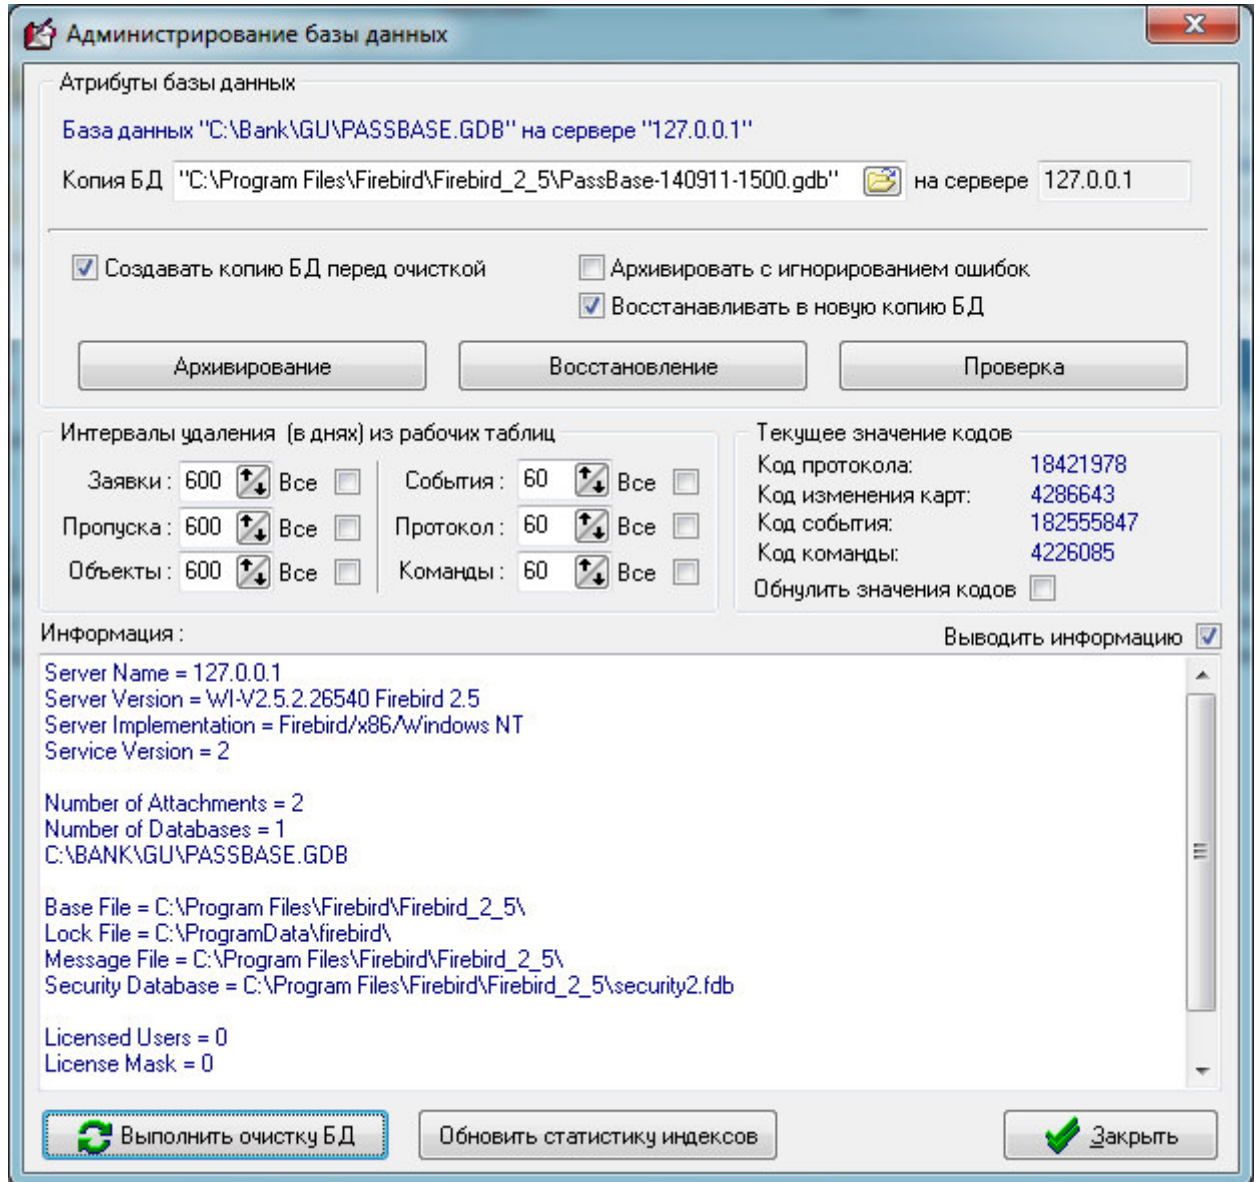 Администрирование базы данных
Атрибуты базы данных
База данных "C:\Bank\GU\PASSBASE.GDB" на сервере "127.0.0.1"
Копия БД "C:\Program Files\Firebird\Firebird_2_5\PassBase-140911-1500.gdb" на сервере 127.0.0.1
Создавать копию БД перед очисткой Архивировать с игнорированием ошибок
Восстанавливать в новую копию БД
Архивирование Восстановление Проверка
Интервалы удаления (в днях) из рабочих таблиц
Заявки : 600 Все События : 60 Все
Пропуска : 600 Все Протокол : 60 Все
Объекты : 600 Все Команды : 60 Все
Текущее значение кодов
Код протокола: 18421978
Код изменения карт: 4286643
Код события: 182555847
Код команды: 4226085
Обнулить значения кодов
Информация : Выводить информацию
Server Name = 127.0.0.1
Server Version = WI-V2.5.2.26540 Firebird 2.5
Server Implementation = Firebird/x86/Windows NT
Service Version = 2
Number of Attachments = 2
Number of Databases = 1
C:\BANK\GU\PASSBASE.GDB
Base File = C:\Program Files\Firebird\Firebird_2_5\
Lock File = C:\ProgramData\firebird\
Message File = C:\Program Files\Firebird\Firebird_2_5\
Security Database = C:\Program Files\Firebird\Firebird_2_5\security2.fdb
Licensed Users = 0
License Mask = 0
Выполнить очистку БД Обновить статистику индексов Закрыть